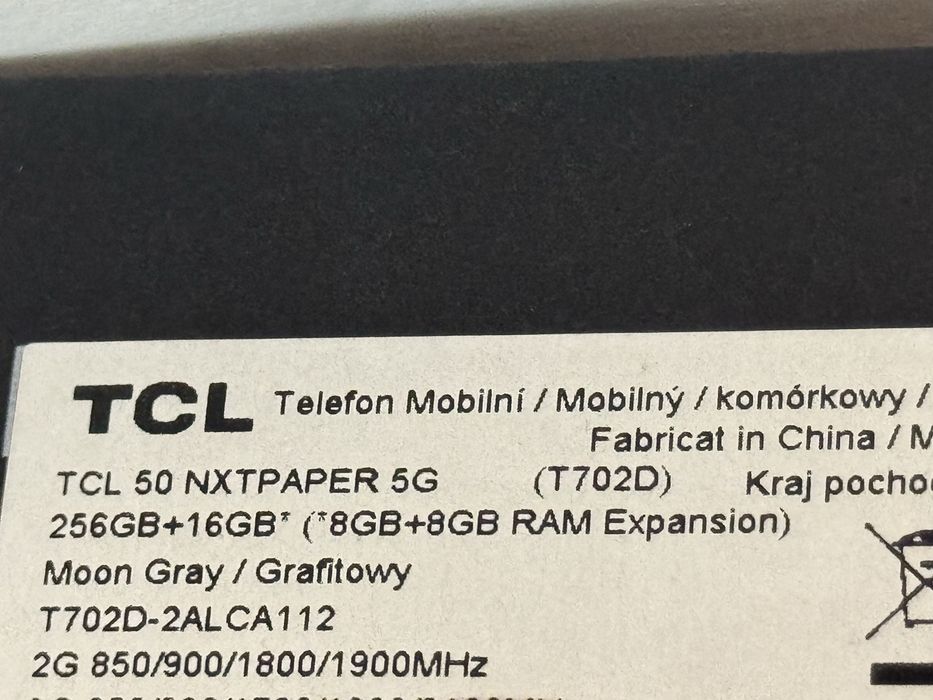 TCL Telefon Mobilní / Mobilný / komórkowy /
Fabricat in China /
TCL 50 NXTPAPER 5G (T702D) Kraj
256GB+16GB* (*8GB+8GB RAM Expansion)
Moon Gray / Grafitowy
T702D-2ALCA112
2G 850/900/1800/1900MHz